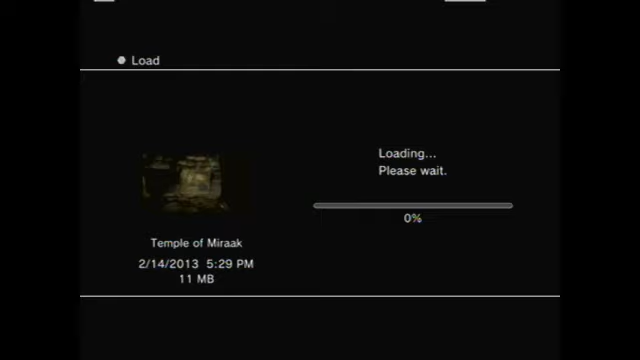 Load
Loading...
Please wait.
0%
Temple of Miraak
2/14/2013 5:29 PM
11 MB